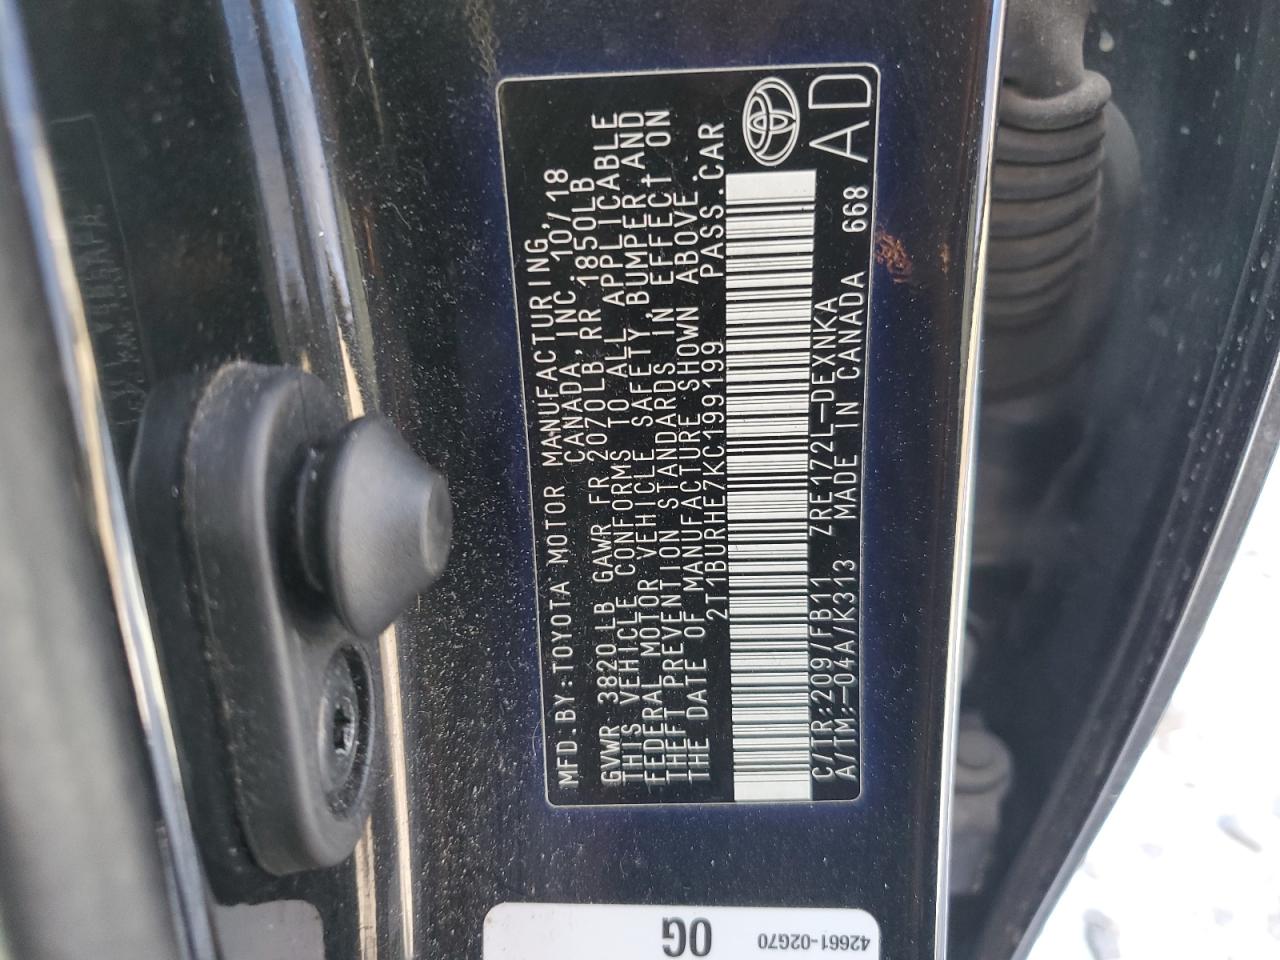 MFD.BY:TOYOTA MOTOR MANUFACTURING,
CANADA,INC. 10/18
GVWR 3820LB GAWR FR 2070LB,RR 1850LB
THIS VEHICLE CONFORMS TO ALL APPLICABLE
FEDERAL MOTOR VEHICLE SAFETY,BUMPER,AND
THEFT PREVENTION STANDARDS IN EFFECT ON
THE DATE OF MANUFACTURE SHOWN ABOVE.
2T1BURHE7KC199199 PASS.CAR
C/TR:209/FB11 ZRE172L-DEXNKA
A/TM:-04A/K313 MADE IN CANADA 668
AD
0G
42661-02G70